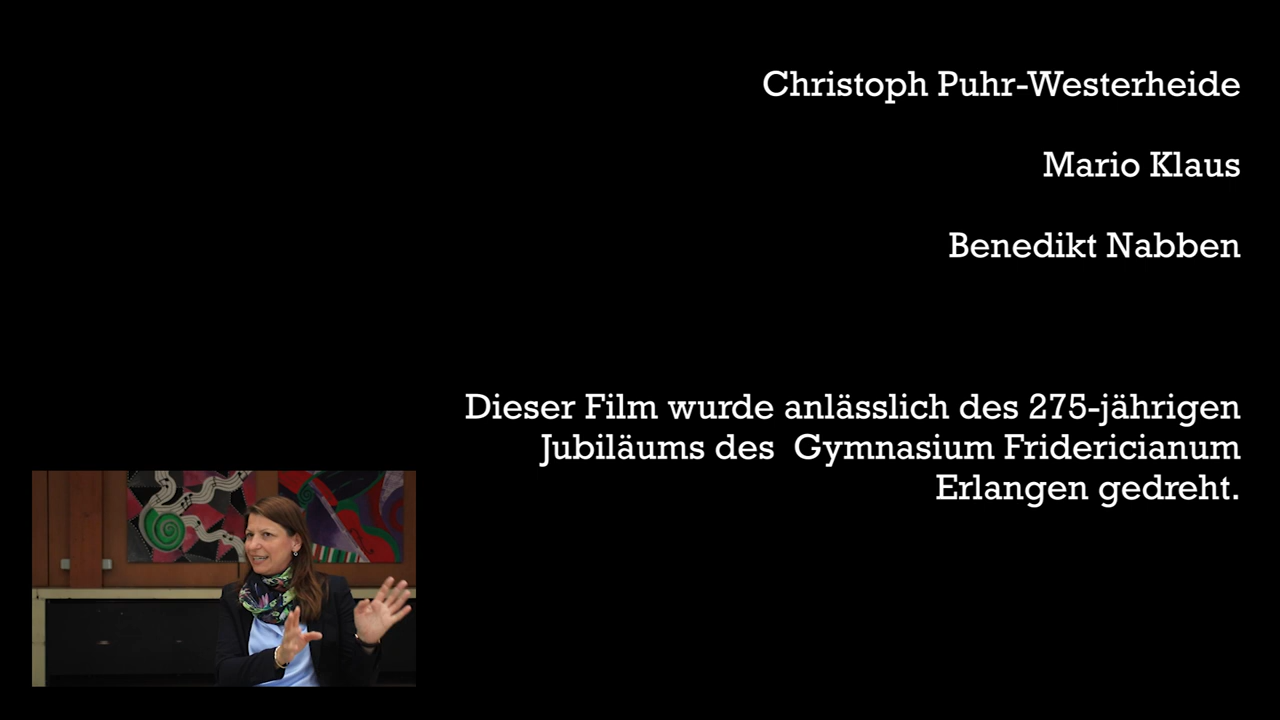 Christoph Puhr-Westerheide
Mario Klaus
Benedikt Nabben
Dieser Film wurde anlässlich des 275-jährigen
Jubiläums des  Gymnasium Fridericianum
Erlangen gedreht.